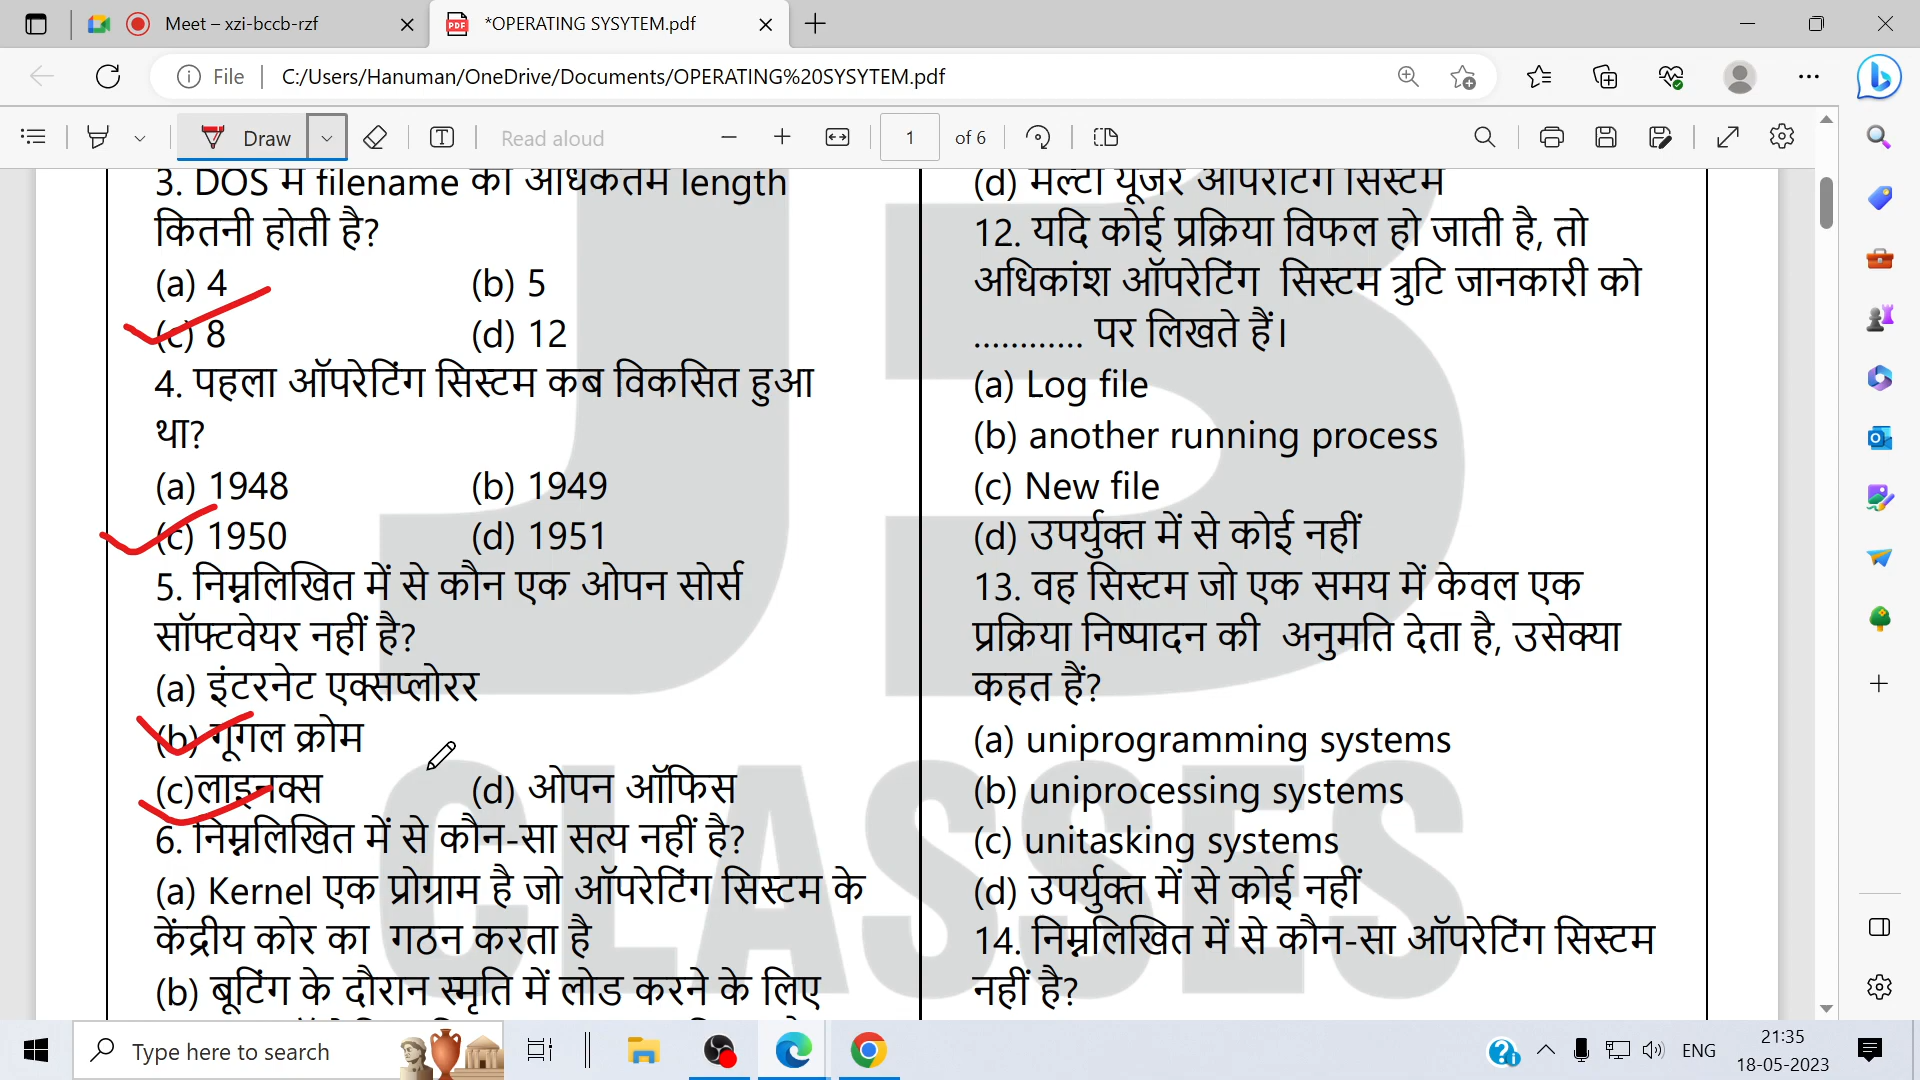 Meet – xzi-bccb-rzf
*OPERATING SYSYTEM.pdf
File
C:/Users/Hanuman/OneDrive/Documents/OPERATING%20SYSYTEM.pdf
Draw
Read aloud
1 of 6
3. DOS में filename की अधिकतम length
कितनी होती है?
(a) 4 (b) 5
(c) 8 (d) 12
4. पहला ऑपरेटिंग सिस्टम कब विकसित हुआ
था?
(a) 1948 (b) 1949
(c) 1950 (d) 1951
5. निम्नलिखित में से कौन एक ओपन सोर्स
सॉफ्टवेयर नहीं है?
(a) इंटरनेट एक्सप्लोरर
(b) गूगल क्रोम
(c)लाइनक्स (d) ओपन ऑफिस
6. निम्नलिखित में से कौन-सा सत्य नहीं है?
(a) Kernel एक प्रोग्राम है जो ऑपरेटिंग सिस्टम के
केंद्रीय कोर का गठन करता है
(b) बूटिंग के दौरान स्मृति में लोड करने के लिए
(d) मल्टी यूजर ऑपरेटिंग सिस्टम
12. यदि कोई प्रक्रिया विफल हो जाती है, तो
अधिकांश ऑपरेटिंग सिस्टम त्रुटि जानकारी को
............ पर लिखते हैं।
(a) Log file
(b) another running process
(c) New file
(d) उपर्युक्त में से कोई नहीं
13. वह सिस्टम जो एक समय में केवल एक
प्रक्रिया निष्पादन की अनुमति देता है, उसेक्या
कहत हैं?
(a) uniprogramming systems
(b) uniprocessing systems
(c) unitasking systems
(d) उपर्युक्त में से कोई नहीं
14. निम्नलिखित में से कौन-सा ऑपरेटिंग सिस्टम
नहीं है?
JB
CLASSES
Type here to search
ENG
21:35
18-05-2023